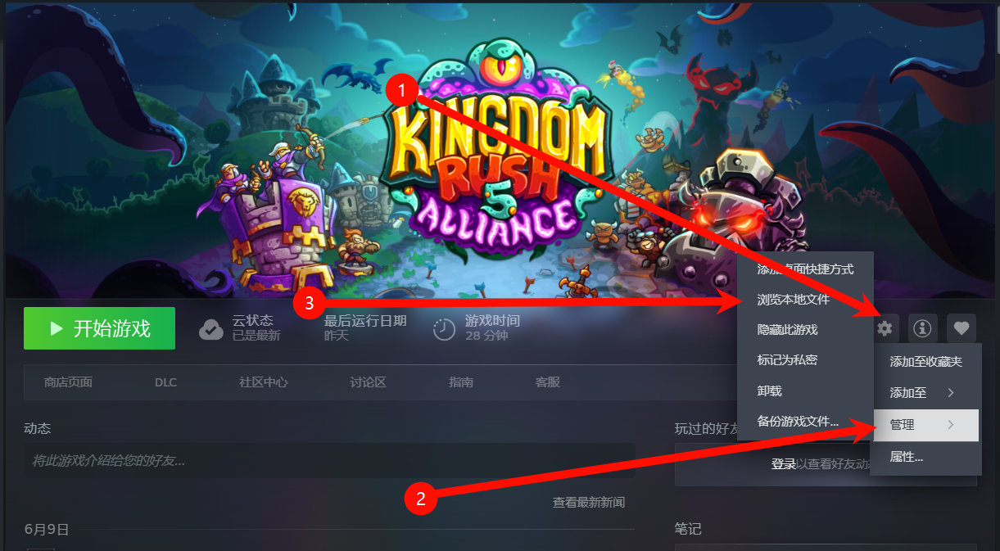 1
KINGDOM
RUSH
5
ALLIANCE
3
开始游戏
云状态
已是最新
最后运行日期
昨天
游戏时间
28 分钟
添加桌面快捷方式
浏览本地文件
隐藏此游戏
标记为私密
卸载
备份游戏文件...
添加至收藏夹
添加至
管理
属性...
商店页面
DLC
社区中心
讨论区
指南
客服
动态
将此游戏介绍给您的好友...
玩过的好友
登录以查看好友动
2
查看最新新闻
6月9日
笔记